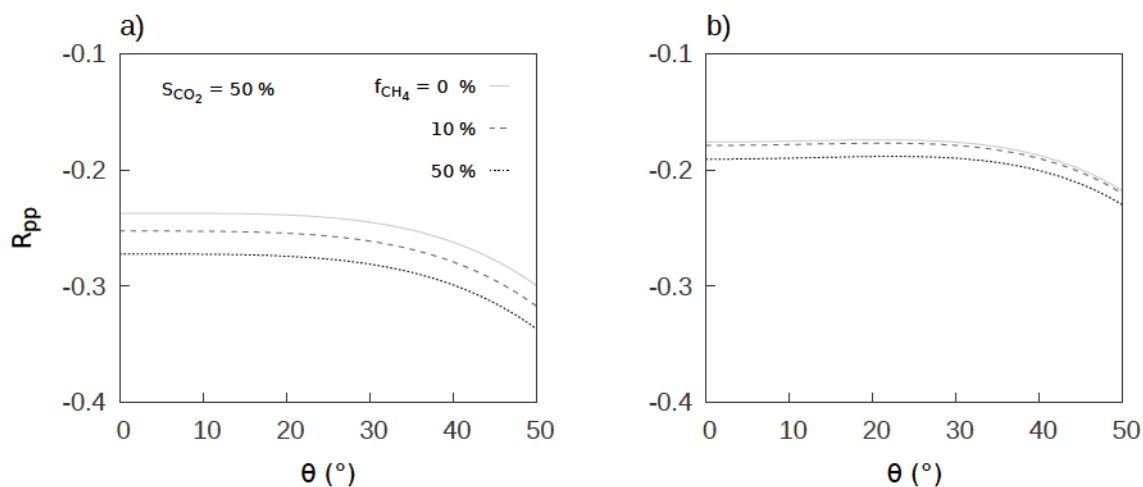 a)
-0.1
S_CO2 = 50 %
f_CH4 = 0 %
10 %
50 %
-0.2
-0.3
-0.4
Rpp
0 10 20 30 40 50
θ (°)
b)
-0.1
-0.2
-0.3
-0.4
0 10 20 30 40 50
θ (°)